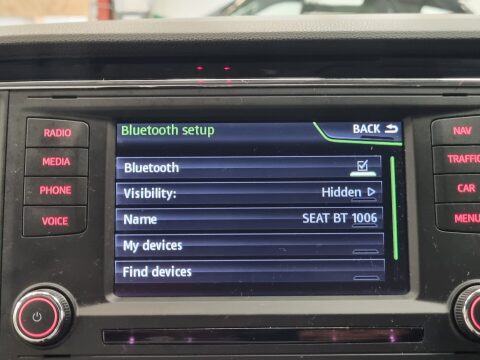 RADIO
MEDIA
PHONE
VOICE
Bluetooth setup
BACK
Bluetooth
Visibility: Hidden
Name SEAT BT 1006
My devices
Find devices
NAV
TRAFFIC
CAR
MENU